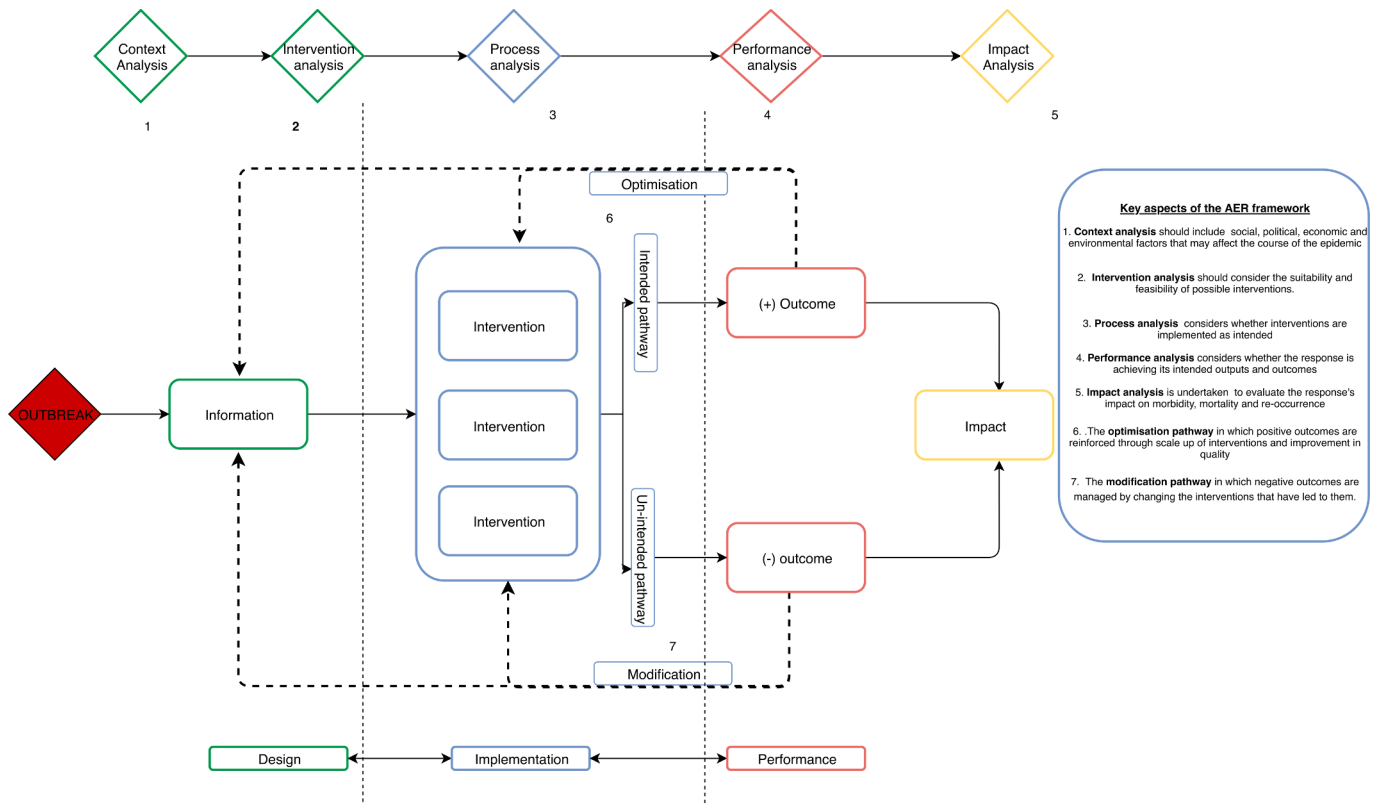 Context
Analysis
Intervention
analysis
Process
analysis
Performance
analysis
Impact
Analysis
1
2
3
4
5
Optimisation
6
Intended pathway
Intervention
(+) Outcome
OUTBREAK
Information
Intervention
Impact
Intervention
Un-intended pathway
(-) outcome
7
Modification
Design
Implementation
Performance
Key aspects of the AER framework
1. Context analysis should include social, political, economic and
environmental factors that may affect the course of the epidemic
2. Intervention analysis should consider the suitability and
feasibility of possible interventions.
3. Process analysis considers whether interventions are
implemented as intended
4. Performance analysis considers whether the response is
achieving its intended outputs and outcomes
5. Impact analysis is undertaken to evaluate the response's
impact on morbidity, mortality and re-occurrence
6. .The optimisation pathway in which positive outcomes are
reinforced through scale up of interventions and improvement in
quality
7. The modification pathway in which negative outcomes are
managed by changing the interventions that have led to them.